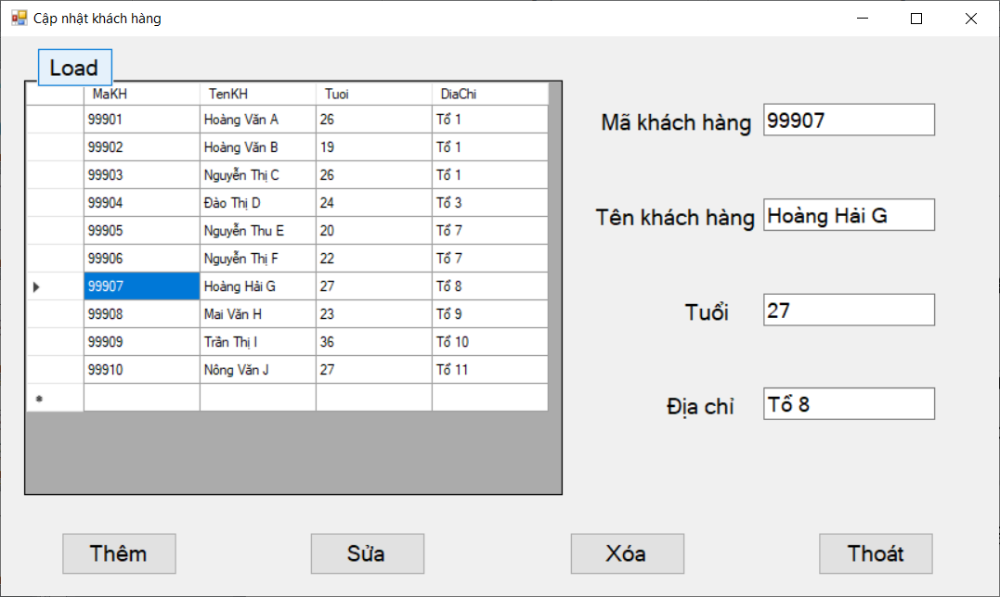 Cập nhật khách hàng
Load
MaKH TenKH Tuoi DiaChi
99901 Hoàng Văn A 26 Tổ 1
99902 Hoàng Văn B 19 Tổ 1
99903 Nguyễn Thị C 26 Tổ 1
99904 Đào Thị D 24 Tổ 3
99905 Nguyễn Thu E 20 Tổ 7
99906 Nguyễn Thị F 22 Tổ 7
99907 Hoàng Hải G 27 Tổ 8
99908 Mai Văn H 23 Tổ 9
99909 Trần Thị I 36 Tổ 10
99910 Nông Văn J 27 Tổ 11
Mã khách hàng 99907
Tên khách hàng Hoàng Hải G
Tuổi 27
Địa chỉ Tổ 8
Thêm Sửa Xóa Thoát